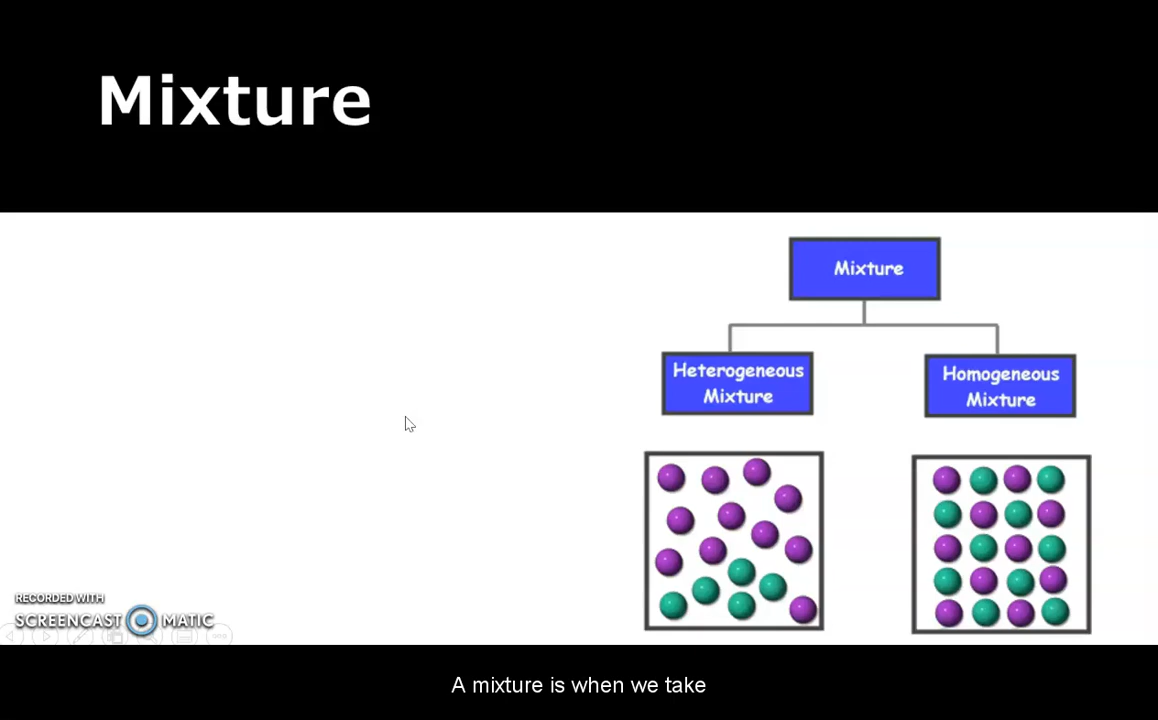 Mixture
Mixture
Heterogeneous
Mixture
Homogeneous
Mixture
RECORDED WITH
SCREENCAST MATIC
A mixture is when we take